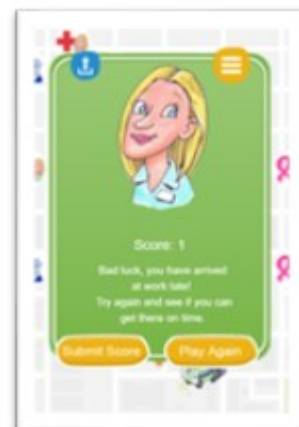 Score: 1
Bad luck, you have arrived
at work late!
Try again and see if you can
get there on time.
Submit Score
Play Again